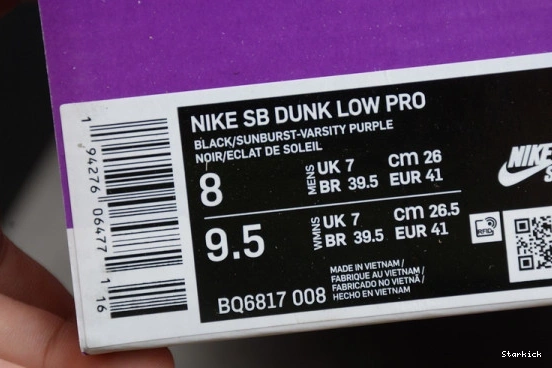 NIKE SB DUNK LOW PRO
BLACK/SUNBURST-VARSITY PURPLE
NOIR/ECLAT DE SOLEIL
8
MENS
UK 7
CM 26
BR 39.5
EUR 41
9.5
WMNS
UK 7
CM 26.5
BR 39.5
EUR 41
RFID
NIKE
S
BQ6817 008
MADE IN VIETNAM /
FABRIQUE AU VIETNAM /
FABRICADO NO VIETNÃ /
HECHO EN VIETNAM
1 94276 06477 1 16
Starkick